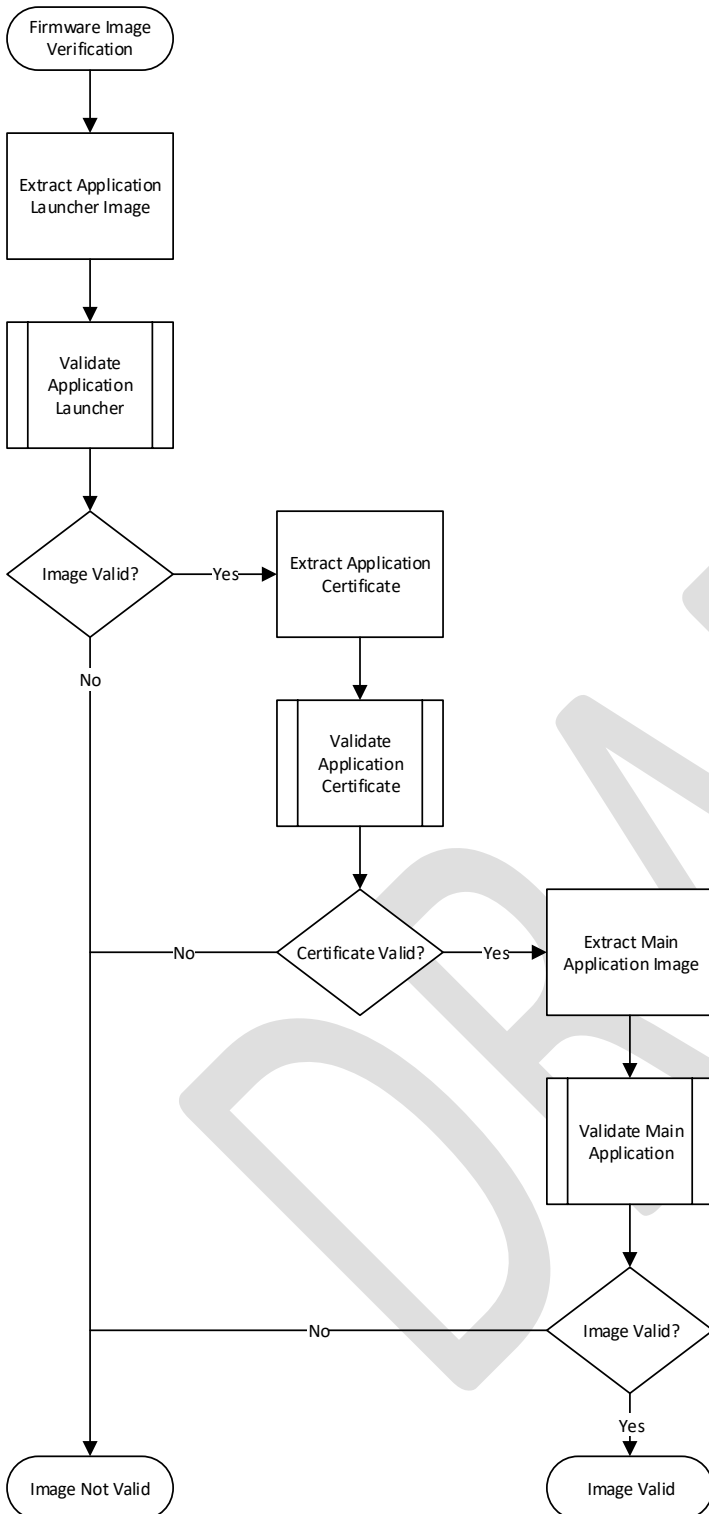 Firmware Image
Verification
Extract Application
Launcher Image
Validate
Application
Launcher
Image Valid?
Yes
Extract Application
Certificate
No
Validate
Application
Certificate
No
Certificate Valid?
Yes
Extract Main
Application Image
Validate Main
Application
No
Image Valid?
Yes
Image Not Valid
Image Valid